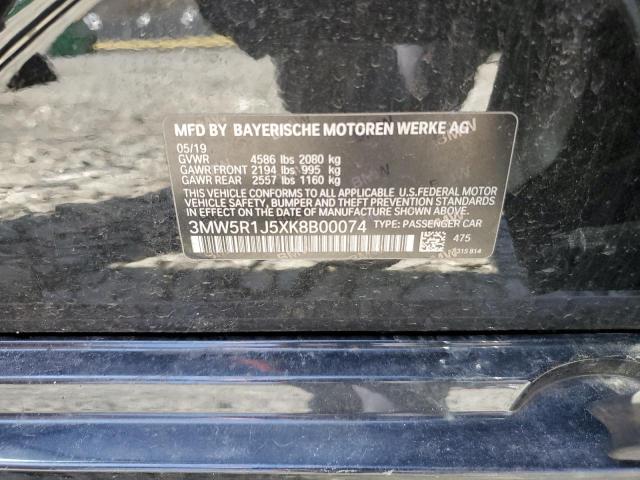 MFD BY BAYERISCHE MOTOREN WERKE AG
05/19
GVWR 4586 lbs 2080 kg
GAWR FRONT 2194 lbs 995 kg
GAWR REAR 2557 lbs 1160 kg
THIS VEHICLE CONFORMS TO ALL APPLICABLE U.S. FEDERAL MOTOR
VEHICLE SAFETY, BUMPER AND THEFT PREVENTION STANDARDS
IN EFFECT ON THE DATE OF MANUFACTURE SHOWN ABOVE.
3MW5R1J5XK8B00074 TYPE: PASSENGER CAR
475